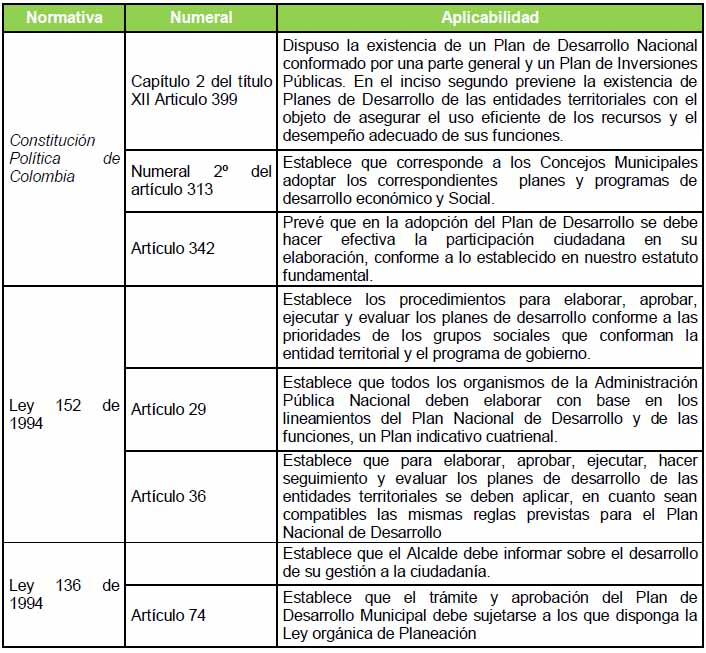 Normativa Numeral Aplicabilidad
Constitución
Política de
Colombia
Capítulo 2 del título
XII Articulo 399
Dispuso la existencia de un Plan de Desarrollo Nacional
conformado por una parte general y un Plan de Inversiones
Públicas. En el inciso segundo previene la existencia de
Planes de Desarrollo de las entidades territoriales con el
objeto de asegurar el uso eficiente de los recursos y el
desempeño adecuado de sus funciones.
Numeral 2º del
artículo 313
Establece que corresponde a los Concejos Municipales
adoptar los correspondientes planes y programas de
desarrollo económico y Social.
Artículo 342
Prevé que en la adopción del Plan de Desarrollo se debe
hacer efectiva la participación ciudadana en su
elaboración, conforme a lo establecido en nuestro estatuto
fundamental.
Ley 152 de
1994
Establece los procedimientos para elaborar, aprobar,
ejecutar y evaluar los planes de desarrollo conforme a las
prioridades de los grupos sociales que conforman la
entidad territorial y el programa de gobierno.
Artículo 29
Establece que todos los organismos de la Administración
Pública Nacional deben elaborar con base en los
lineamientos del Plan Nacional de Desarrollo y de las
funciones, un Plan indicativo cuatrienal.
Artículo 36
Establece que para elaborar, aprobar, ejecutar, hacer
seguimiento y evaluar los planes de desarrollo de las
entidades territoriales se deben aplicar, en cuanto sean
compatibles las mismas reglas previstas para el Plan
Nacional de Desarrollo
Ley 136 de
1994
Establece que el Alcalde debe informar sobre el desarrollo
de su gestión a la ciudadanía.
Artículo 74
Establece que el trámite y aprobación del Plan de
Desarrollo Municipal debe sujetarse a los que disponga la
Ley orgánica de Planeación